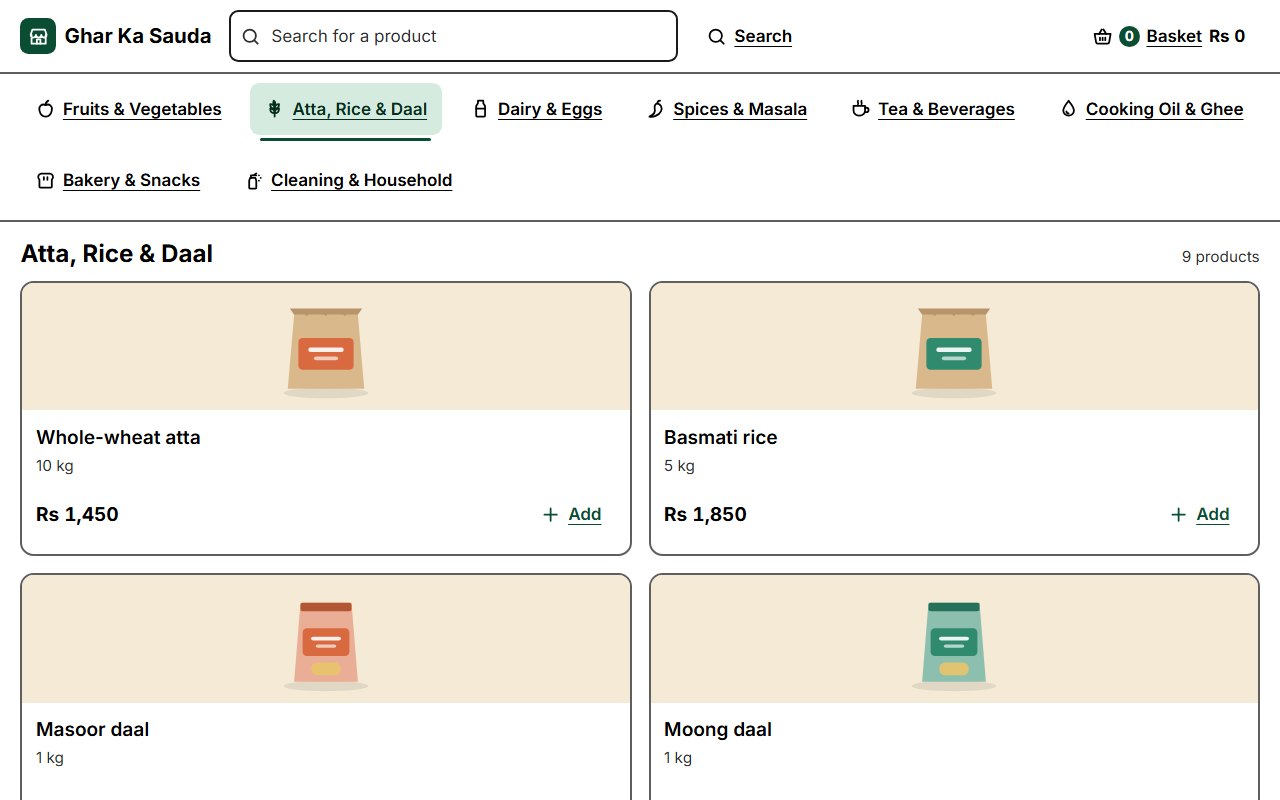 Ghar Ka Sauda
Search for a product
Search
0 Basket Rs 0
Fruits & Vegetables
Atta, Rice & Daal
Dairy & Eggs
Spices & Masala
Tea & Beverages
Cooking Oil & Ghee
Bakery & Snacks
Cleaning & Household
Atta, Rice & Daal
9 products
Whole-wheat atta
10 kg
Rs 1,450
Add
Basmati rice
5 kg
Rs 1,850
Add
Masoor daal
1 kg
Moong daal
1 kg